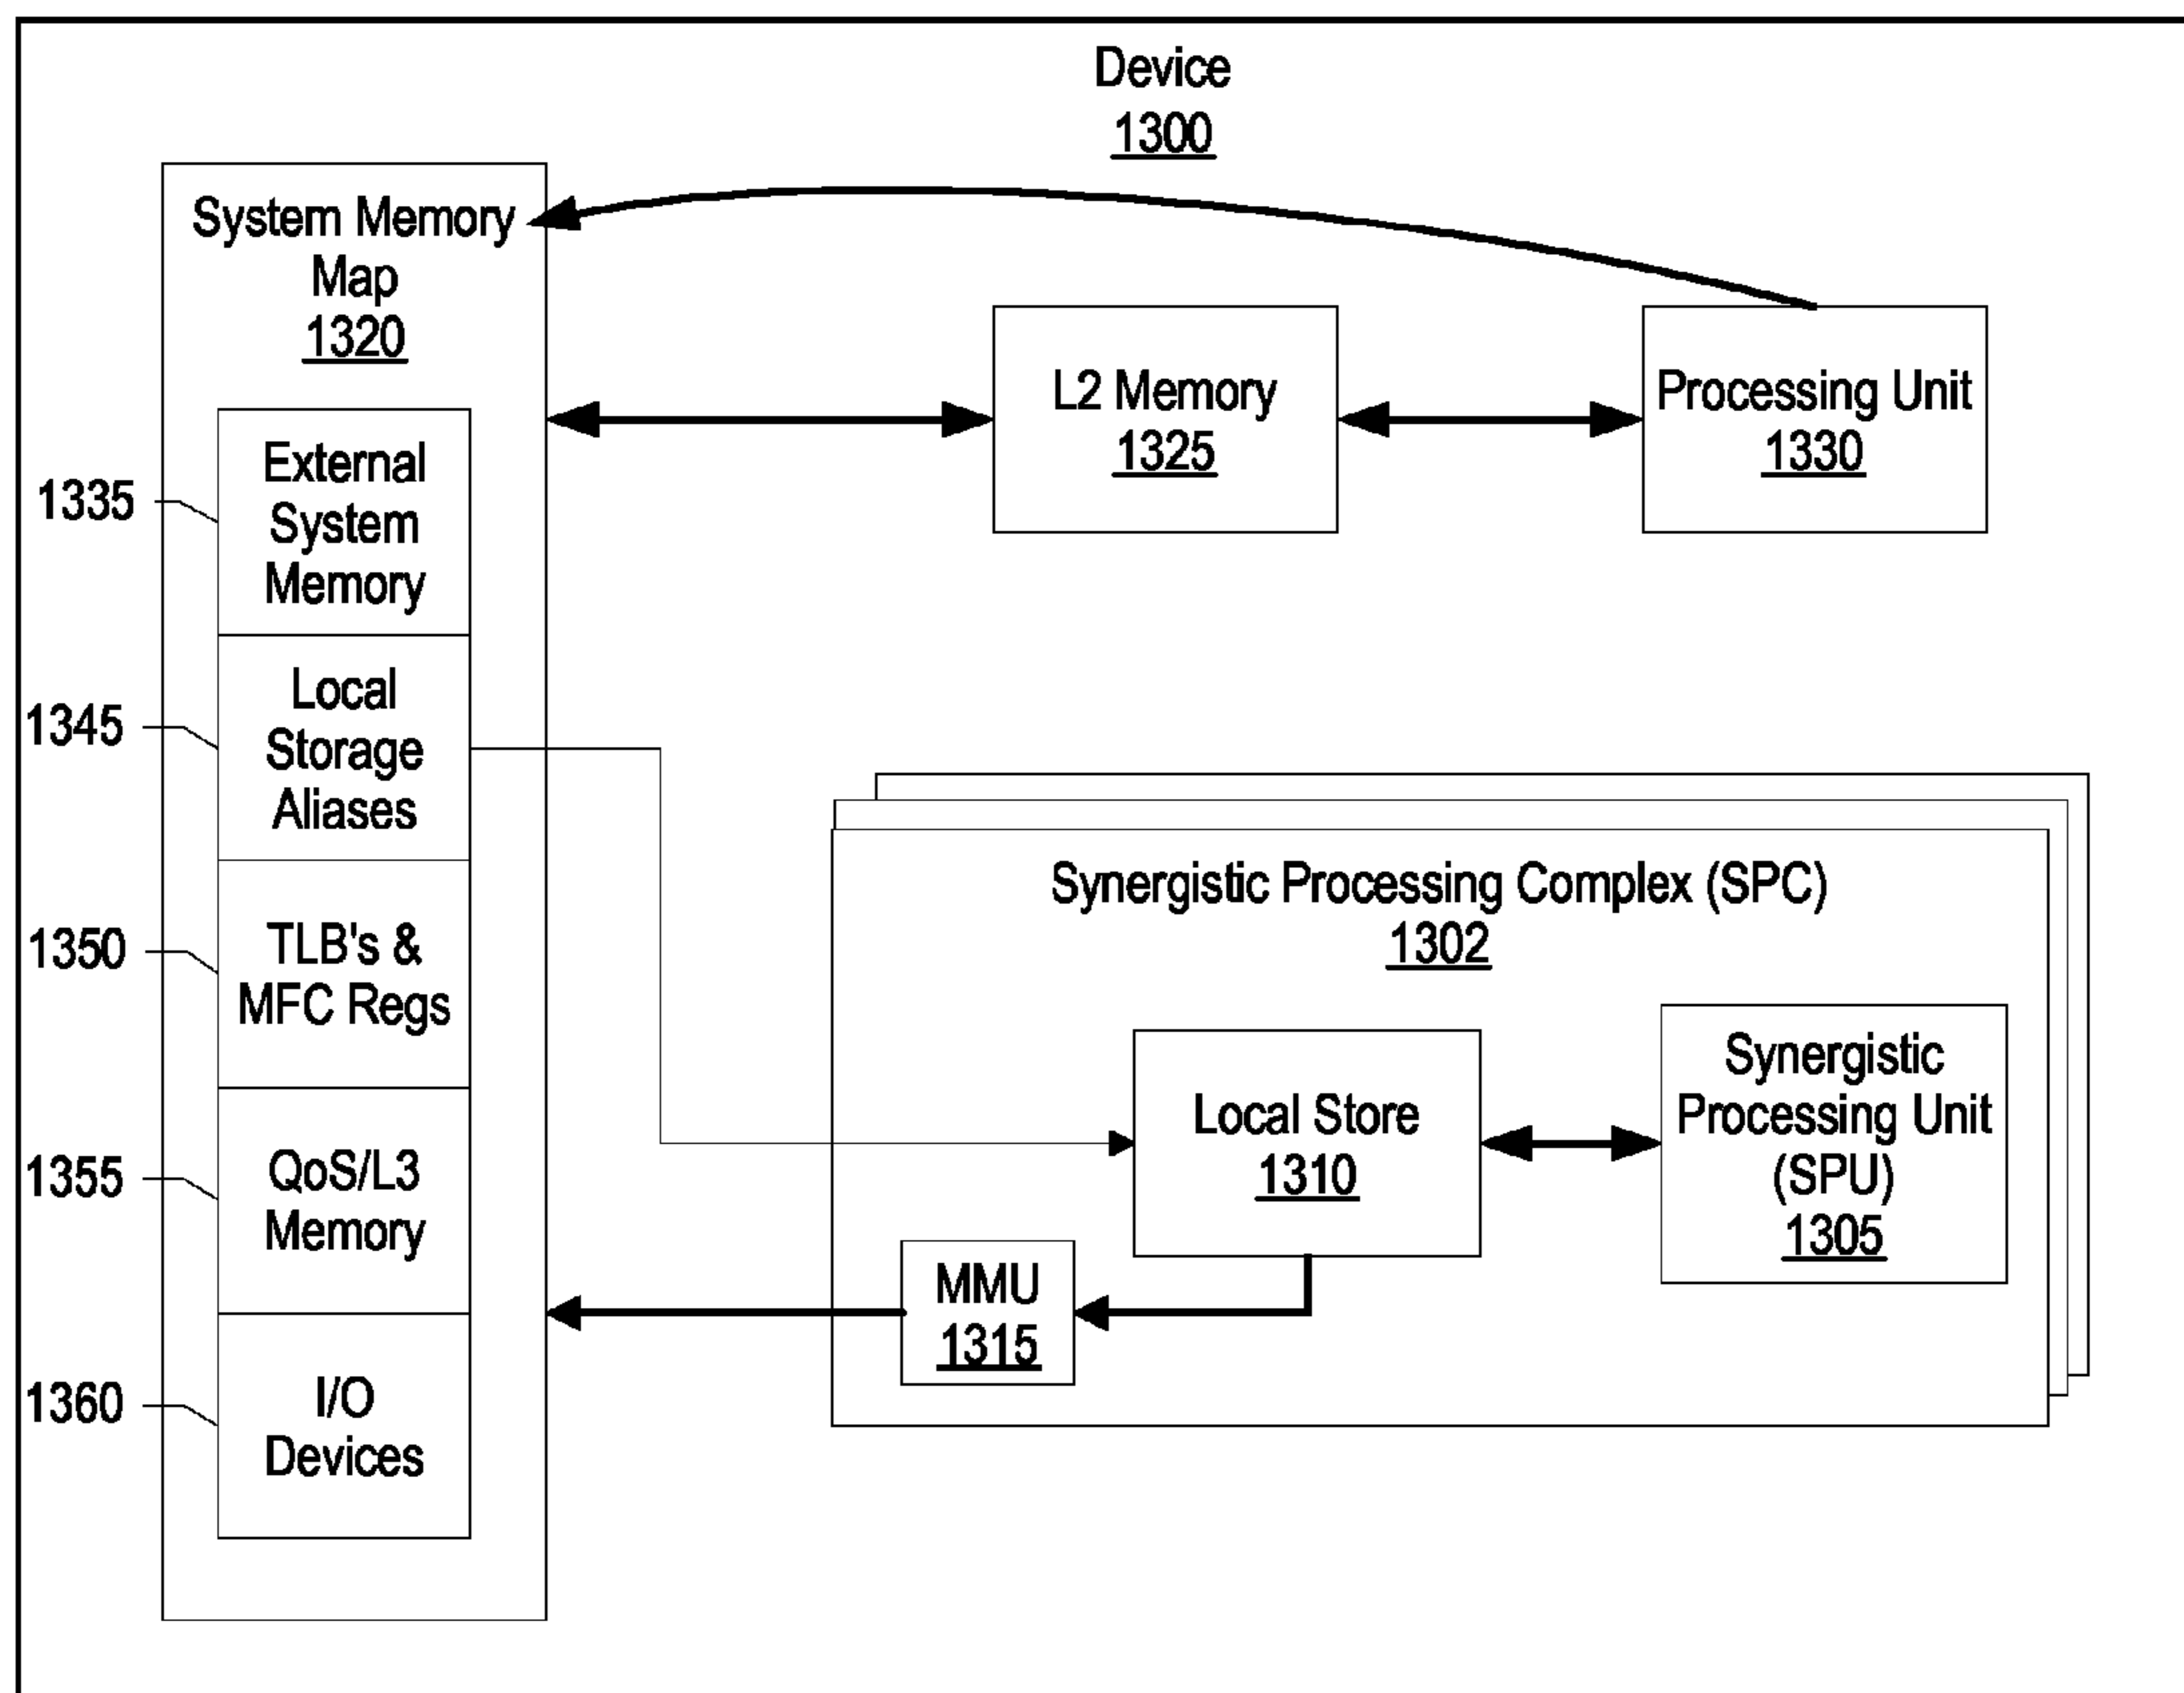 Device
1300
System Memory
Map
1320
L2 Memory
1325
Processing Unit
1330
1335
External
System
Memory
1345
Local
Storage
Aliases
1350
TLB's &
MFC Regs
1355
QoS/L3
Memory
1360
I/O
Devices
Synergistic Processing Complex (SPC)
1302
Local Store
1310
Synergistic
Processing Unit
(SPU)
1305
MMU
1315